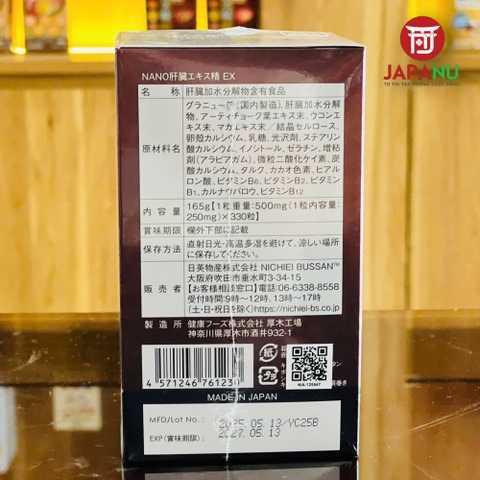 JAPANU
NANO肝臓エキス精 EX
名 称 肝臓加水分解物含有食品
原材料名 グラニュー糖(国内製造)、肝臓加水分解
物、アーティチョーク葉エキス末、ウコンエ
キス末、マカエキス末/結晶セルロース、
卵殻カルシウム、乳糖、光沢剤、ステアリン
酸カルシウム、イノシトール、ゼラチン、増粘
剤(アラビアガム)、微粒二酸化ケイ素、炭
酸カルシウム、タルク、カカオ色素、ヒアル
ロン酸、ビタミンB6、ビタミンB2、ビタミン
B1、カルナウバロウ、ビタミンB12
内 容 量 165g【1粒重量:500mg(1粒内容量:
250mg)×330粒】
賞味期限 欄外下部に記載
保存方法 直射日光・高温多湿を避けて、涼しい場所
に保存してください。
販 売 者 日英物産株式会社 NICHIEI BUSSAN™
大阪府吹田市垂水町3-34-15
【お客様相談窓口】電話:06-6338-8558
受付時間:9時〜12時、13時〜17時
(土・日・祝日を除く)https://nichiei-bs.co.jp
製 造 所 健康フーズ株式会社 厚木工場
神奈川県厚木市酒井932-1
紙
4 571246 761231
MADE IN JAPAN
MFD/Lot No.: 2025.05.13/VC25B
EXP(賞味期限): 2027.05.13